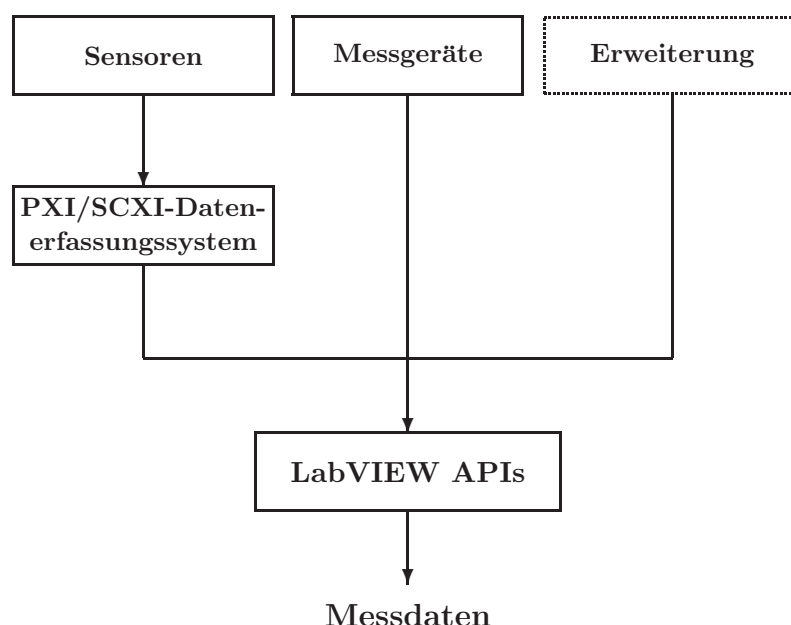 Sensoren
Messgeräte
Erweiterung
PXI/SCXI-Daten-
erfassungssystem
LabVIEW APIs
Messdaten